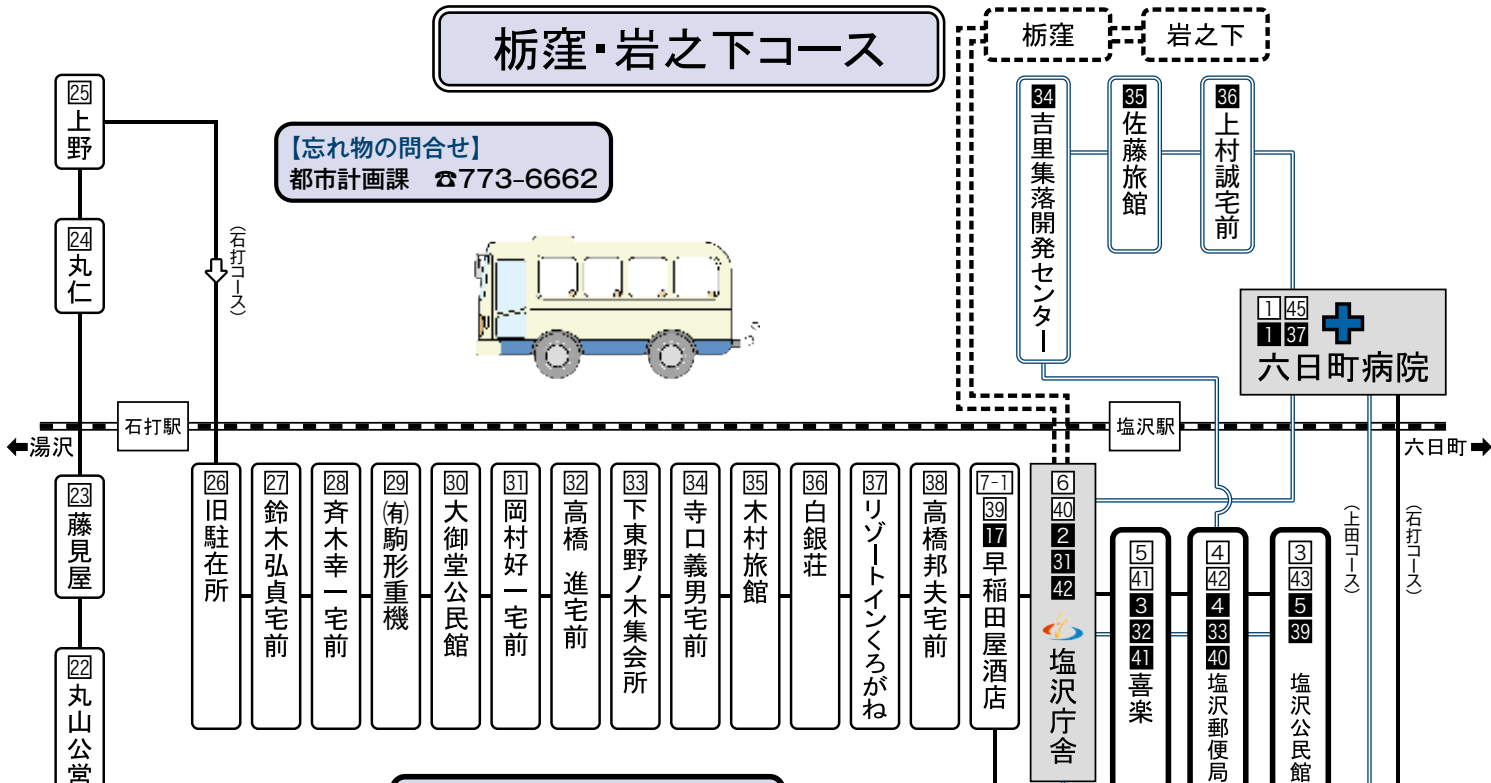 栃窪・岩之下コース
栃窪
岩之下
【忘れ物の問合せ】
都市計画課 ☎773-6662
25 上野
24 丸仁
(石打コース)
34 吉里集落開発センター
35 佐藤旅館
36 上村誠宅前
1 45
1 37
六日町病院
石打駅
塩沢駅
←湯沢
六日町→
23 藤見屋
22 丸山公営
26 旧駐在所
27 鈴木弘貞宅前
28 斉木幸一宅前
29 ㈲駒形重機
30 大御堂公民館
31 岡村好一宅前
32 高橋 進宅前
33 下東野ノ木集会所
34 寺口義男宅前
35 木村旅館
36 白銀荘
37 リゾートインくろがね
38 高橋邦夫宅前
7-1 39 17 早稲田屋酒店
6 40 2 31 42 塩沢庁舎
5 41 3 32 41 喜楽
4 42 4 33 40 塩沢郵便局
3 43 5 39 塩沢公民館
(上田コース)
(石打コース)